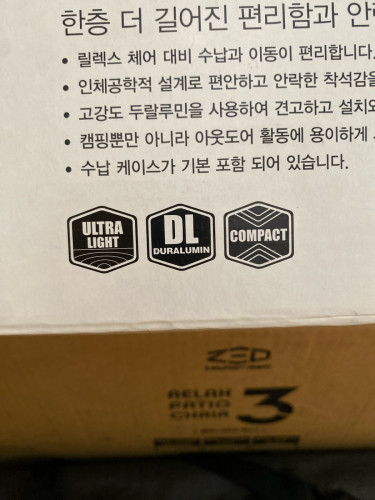 한층 더 길어진 편리함과
• 릴렉스 체어 대비 수납과 이동이 편리합니다.
• 인체공학적 설계로 편안하고 안락한 착석감을
• 고강도 두랄루민을 사용하여 견고하고 설치와
• 캠핑뿐만 아니라 아웃도어 활동에 용이하게
• 수납 케이스가 기본 포함 되어 있습니다.
ULTRA LIGHT
DL DURALUMIN
COMPACT
ZED
RELAX
PATIO
CHAIR 3